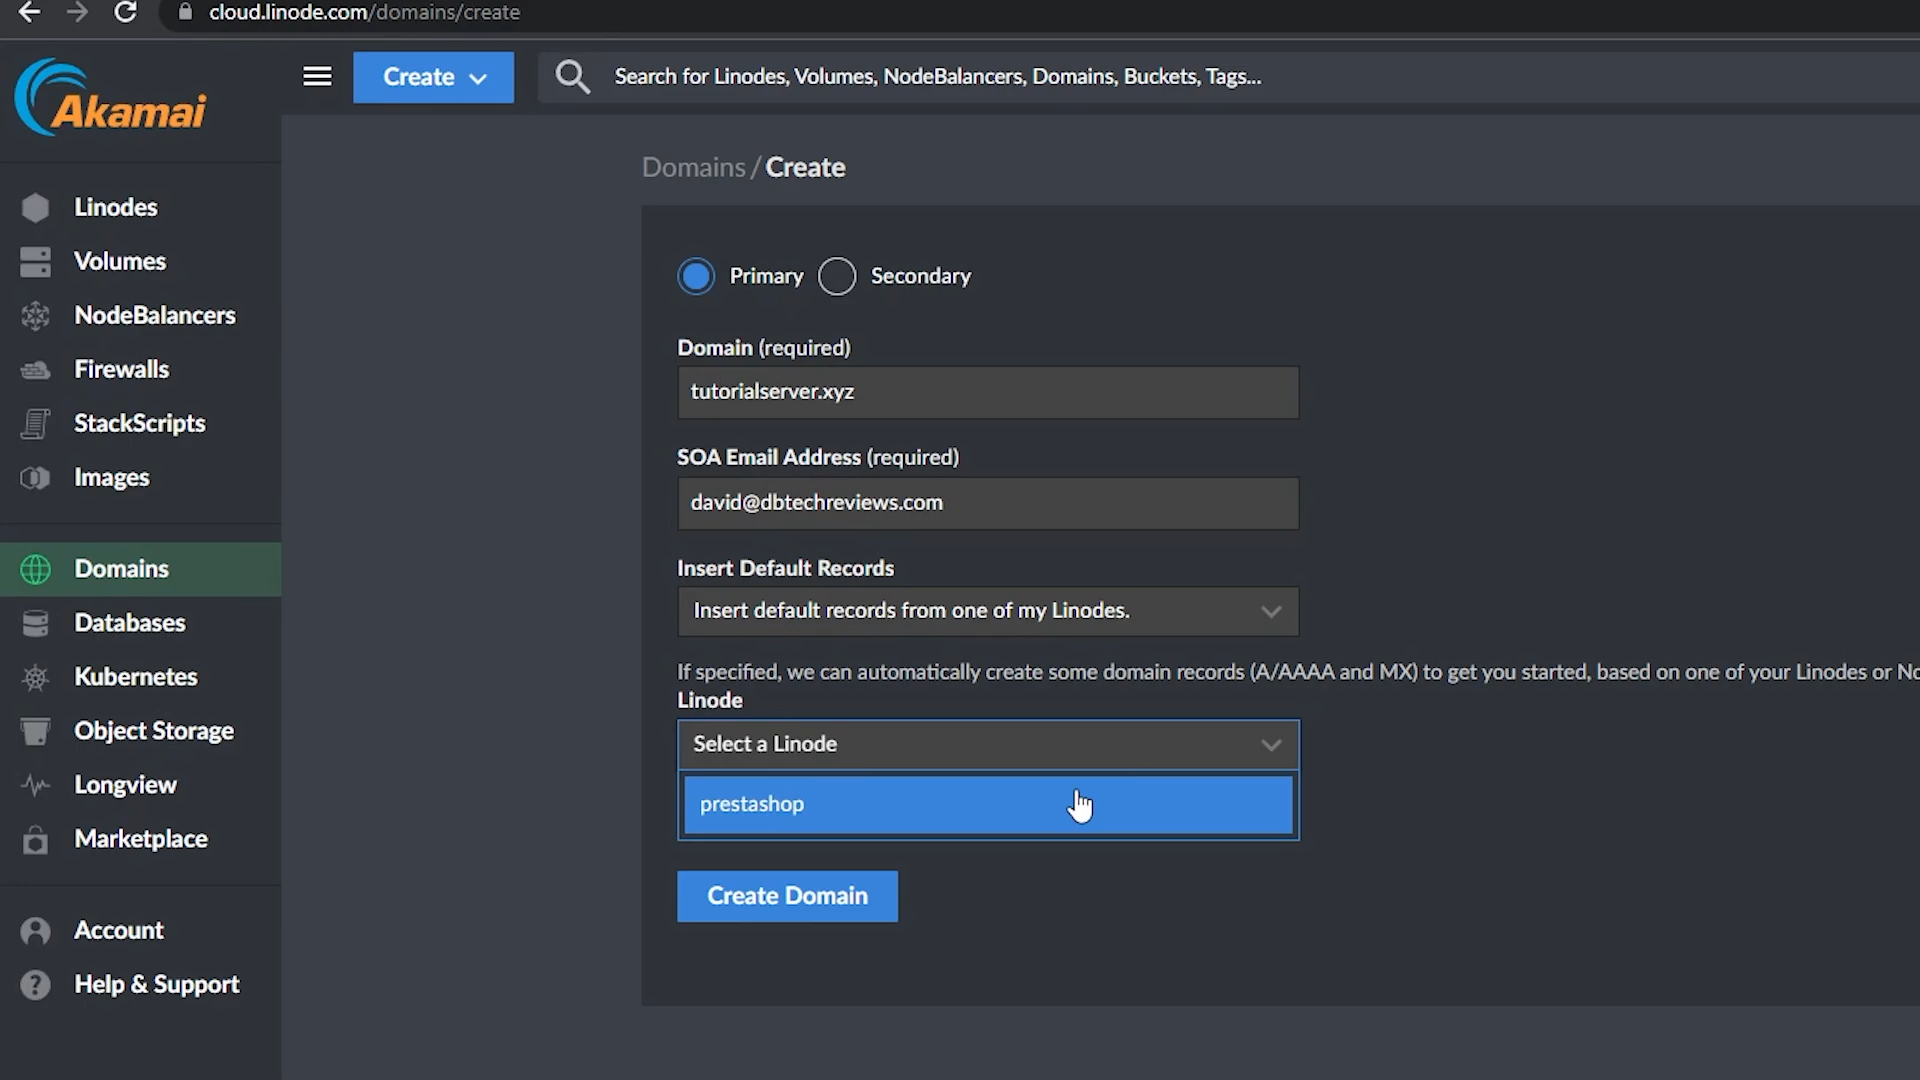 cloud.linode.com/domains/create
Akamai
Create
Search for Linodes, Volumes, NodeBalancers, Domains, Buckets, Tags...
Linodes
Volumes
NodeBalancers
Firewalls
StackScripts
Images
Domains
Databases
Kubernetes
Object Storage
Longview
Marketplace
Account
Help & Support
Domains / Create
Primary
Secondary
Domain (required)
tutorialserver.xyz
SOA Email Address (required)
david@dbtechreviews.com
Insert Default Records
Insert default records from one of my Linodes.
If specified, we can automatically create some domain records (A/AAAA and MX) to get you started, based on one of your Linodes or No
Linode
Select a Linode
prestashop
Create Domain